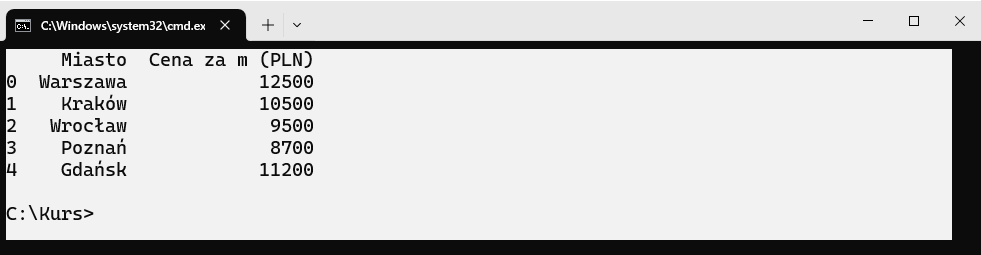 C:\Windows\system32\cmd.ex
Miasto Cena za m (PLN)
0 Warszawa 12500
1 Kraków 10500
2 Wrocław 9500
3 Poznań 8700
4 Gdańsk 11200
C:\Kurs>